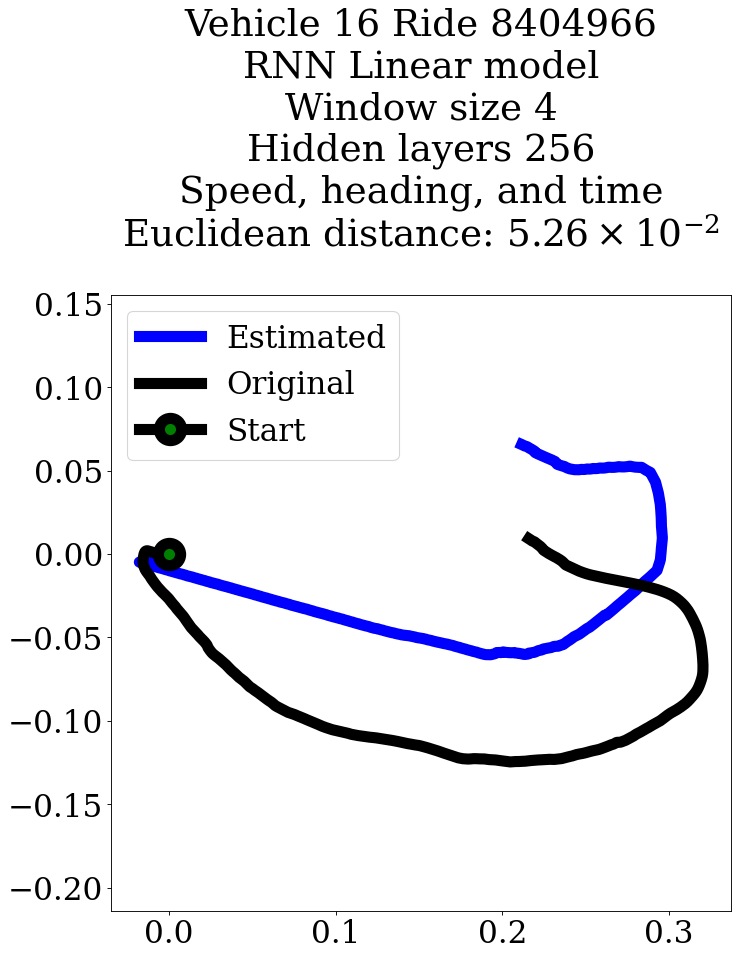 Vehicle 16 Ride 8404966
RNN Linear model
Window size 4
Hidden layers 256
Speed, heading, and time
Euclidean distance: 5.26 × 10⁻²
0.15
0.10
0.05
0.00
−0.05
−0.10
−0.15
−0.20
Estimated
Original
Start
0.0 0.1 0.2 0.3